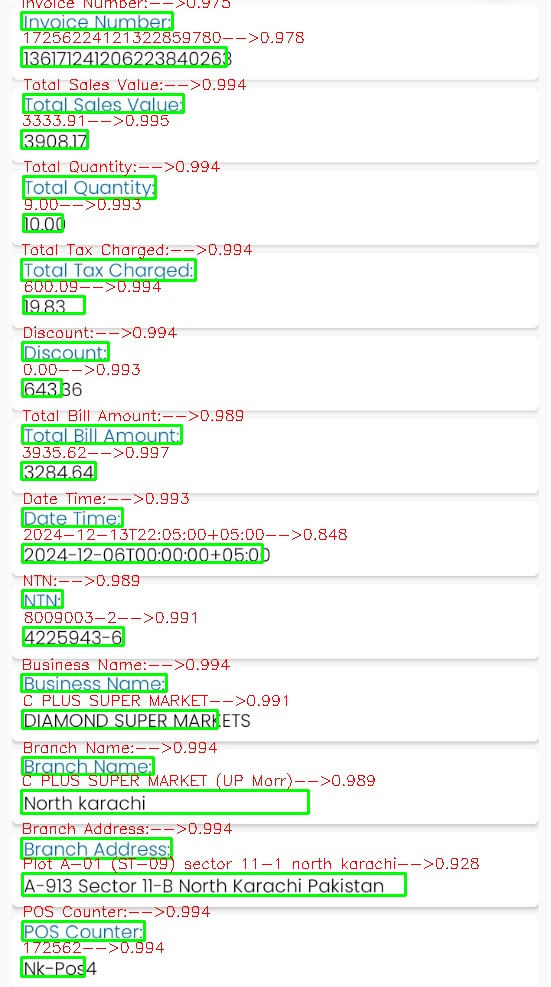 Invoice Number:-->0.975
Invoice Number:
17256224121322859780-->0.978
136171241206223840263
Total Sales Value:-->0.994
Total Sales Value:
3333.91-->0.995
3908.17
Total Quantity:-->0.994
Total Quantity:
9.00-->0.993
10.00
Total Tax Charged:-->0.994
Total Tax Charged:
600.09-->0.994
19.83
Discount:-->0.994
Discount:
0.00-->0.993
643.36
Total Bill Amount:-->0.989
Total Bill Amount:
3935.62-->0.997
3284.64
Date Time:-->0.993
Date Time:
2024-12-13T22:05:00+05:00-->0.848
2024-12-06T00:00:00+05:00
NTN:-->0.989
NTN:
8009003-2-->0.991
4225943-6
Business Name:-->0.994
Business Name:
C PLUS SUPER MARKET-->0.991
DIAMOND SUPER MARKETS
Branch Name:-->0.994
Branch Name:
C PLUS SUPER MARKET (UP Morr)-->0.989
North karachi
Branch Address:-->0.994
Branch Address:
Plot A-01 (ST-09) sector 11-1 north karachi-->0.928
A-913 Sector 11-B North Karachi Pakistan
POS Counter:-->0.994
POS Counter:
172562-->0.994
Nk-Pos4